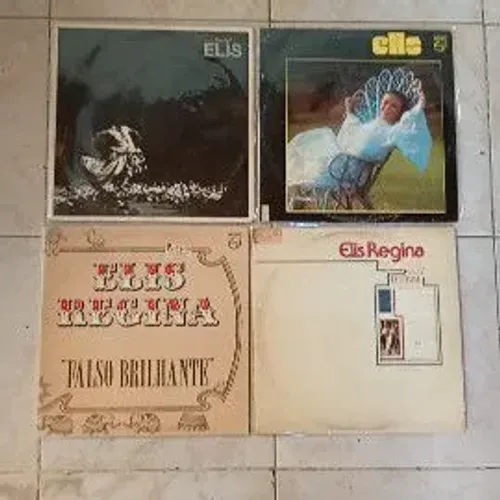 ELIS
elis
ELIS
REGINA
"FALSO BRILHANTE"
Elis Regina